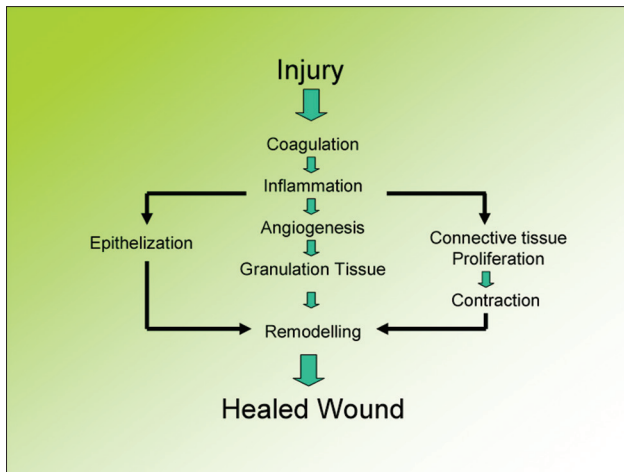 Injury
Coagulation
Inflammation
Angiogenesis
Epithelization
Connective tissue
Proliferation
Granulation Tissue
Contraction
Remodelling
Healed Wound